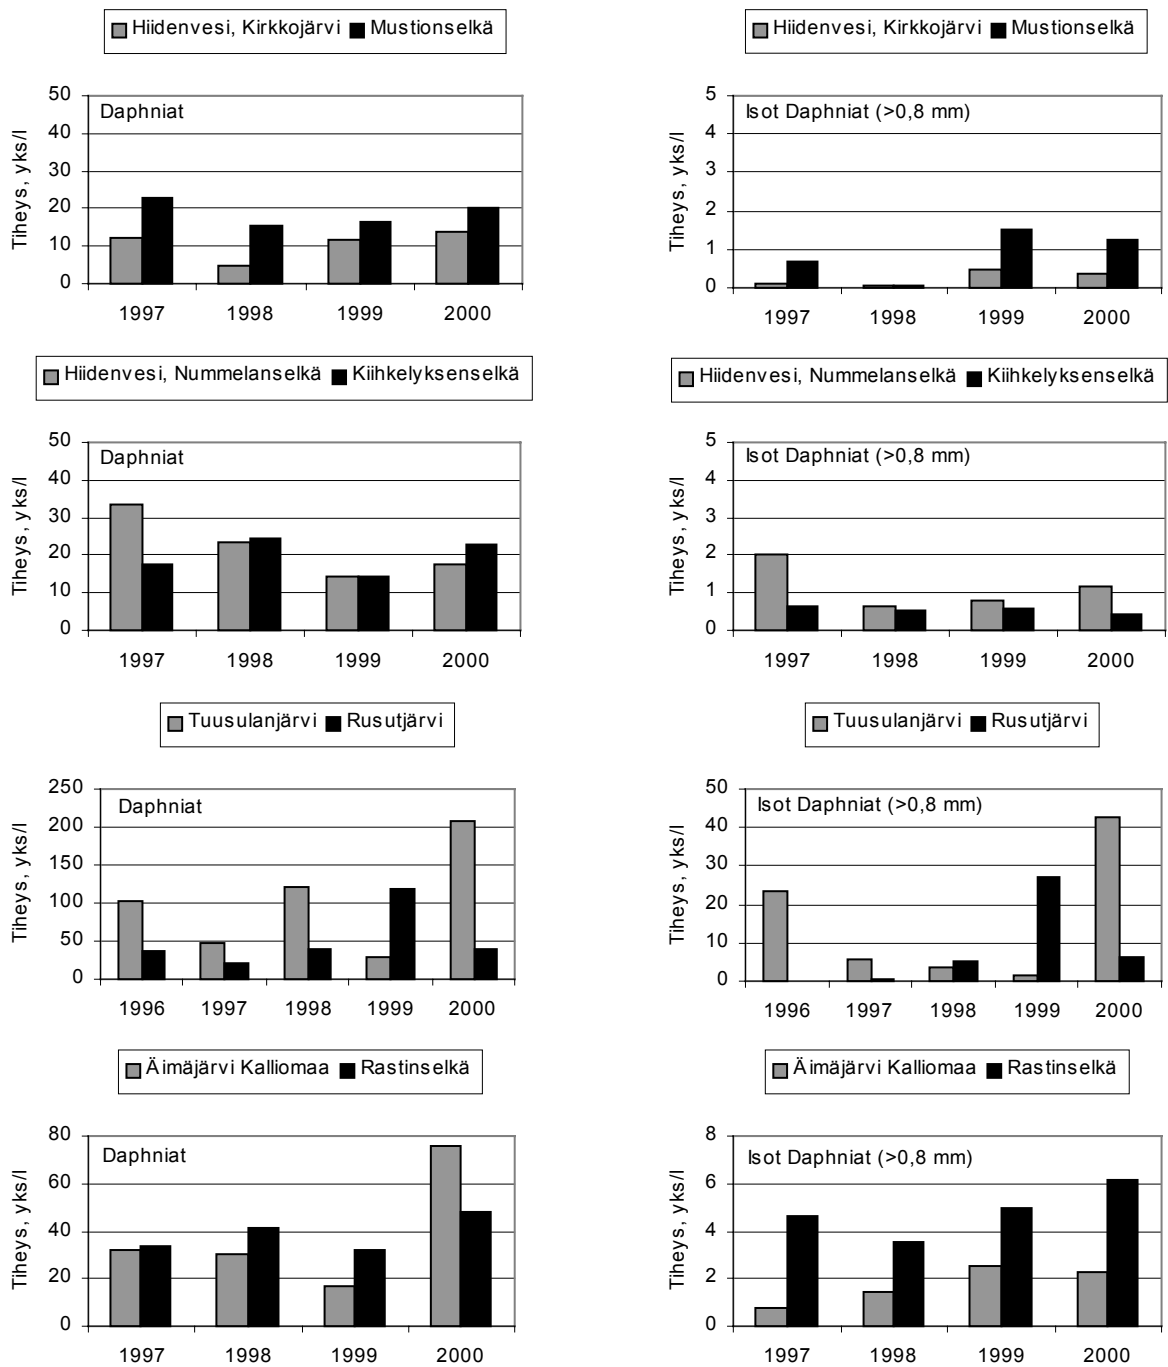 Hiidenvesi, Kirkkojärvi Mustionselkä
Tiheys, yks/l
50
40
30
20
10
0
Daphniat
1997 1998 1999 2000
Hiidenvesi, Kirkkojärvi Mustionselkä
Tiheys, yks/l
5
4
3
2
1
0
Isot Daphniat (>0,8 mm)
1997 1998 1999 2000
Hiidenvesi, Nummelanselkä Kiihkelyksenselkä
Tiheys, yks/l
50
40
30
20
10
0
Daphniat
1997 1998 1999 2000
Hiidenvesi, Nummelanselkä Kiihkelyksenselkä
Tiheys, yks/l
5
4
3
2
1
0
Isot Daphniat (>0,8 mm)
1997 1998 1999 2000
Tuusulanjärvi Rusutjärvi
Tiheys, yks/l
250
200
150
100
50
0
Daphniat
1996 1997 1998 1999 2000
Tuusulanjärvi Rusutjärvi
Tiheys, yks/l
50
40
30
20
10
0
Isot Daphniat (>0,8 mm)
1996 1997 1998 1999 2000
Äimäjärvi Kalliomaa Rastinselkä
Tiheys, yks/l
80
60
40
20
0
Daphniat
1997 1998 1999 2000
Äimäjärvi Kalliomaa Rastinselkä
Tiheys, yks/l
8
6
4
2
0
Isot Daphniat (>0,8 mm)
1997 1998 1999 2000